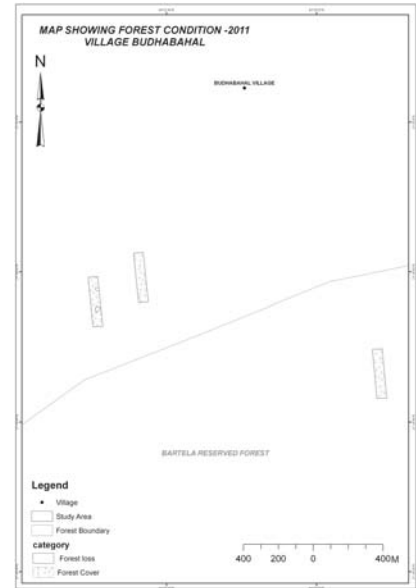 MAP SHOWING FOREST CONDITION -2011
VILLAGE BUDHABAHAL
N
BUDHABAHAL VILLAGE
BARTELA RESERVED FOREST
Legend
Village
Study Area
Forest Boundary
category
Forest loss
Forest Cover
400 200 0 400M